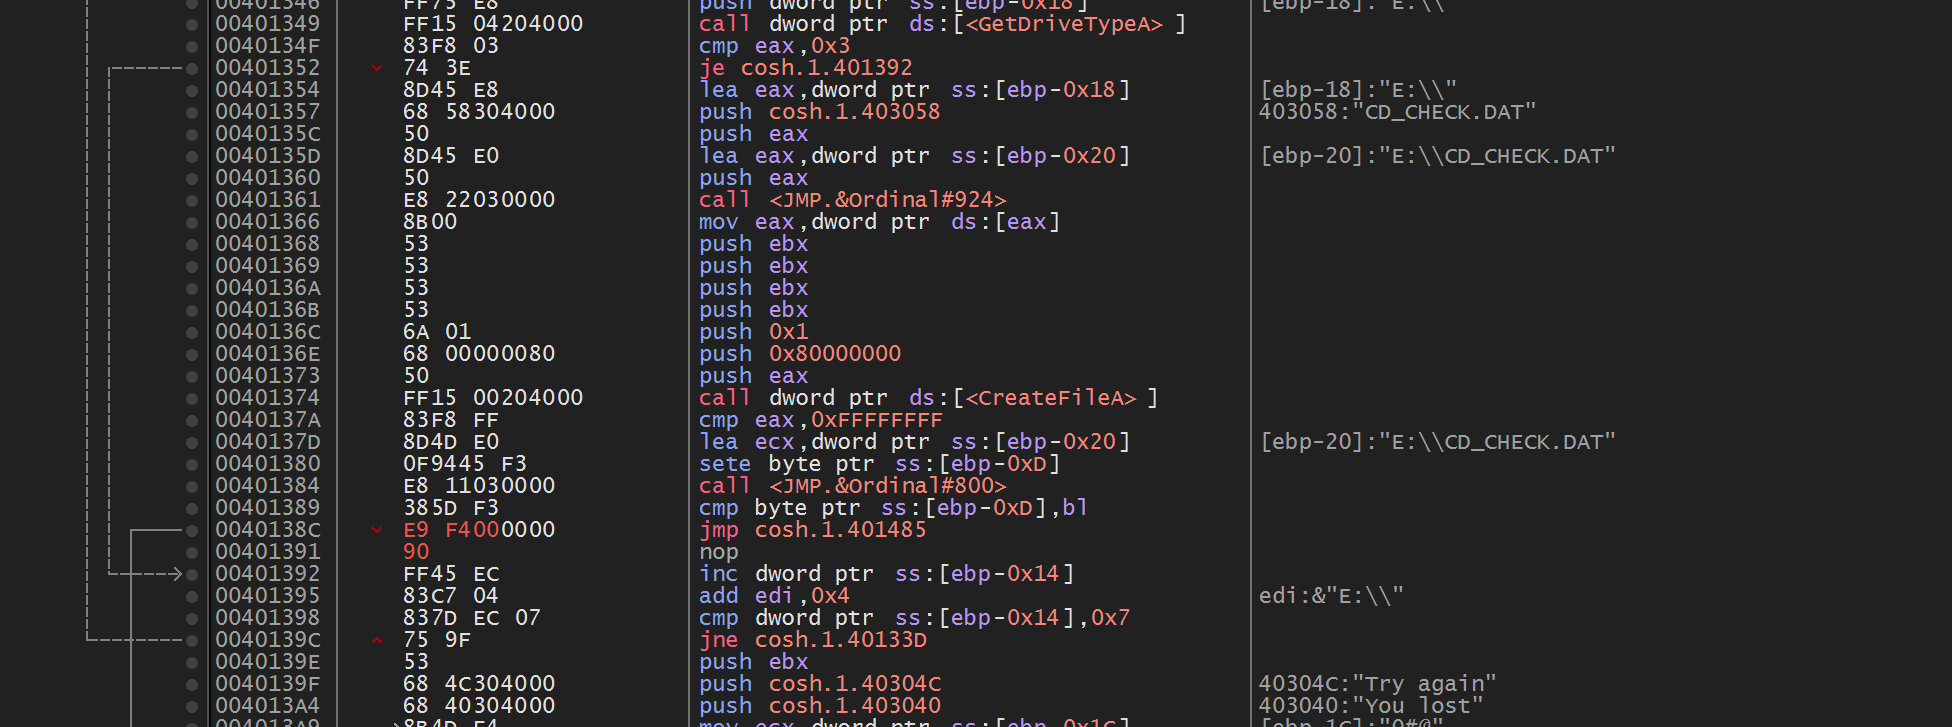 00401346 FF75 E8 push dword ptr ss:[ebp-0x18] [ebp-18]:"E:\\"
00401349 FF15 04204000 call dword ptr ds:[<GetDriveTypeA>]
0040134F 83F8 03 cmp eax,0x3
00401352 74 3E je cosh.1.401392
00401354 8D45 E8 lea eax,dword ptr ss:[ebp-0x18] [ebp-18]:"E:\\"
00401357 68 58304000 push cosh.1.403058 403058:"CD_CHECK.DAT"
0040135C 50 push eax
0040135D 8D45 E0 lea eax,dword ptr ss:[ebp-0x20] [ebp-20]:"E:\\CD_CHECK.DAT"
00401360 50 push eax
00401361 E8 22030000 call <JMP.&Ordinal#924>
00401366 8B00 mov eax,dword ptr ds:[eax]
00401368 53 push ebx
00401369 53 push ebx
0040136A 53 push ebx
0040136B 53 push ebx
0040136C 6A 01 push 0x1
0040136E 68 00000080 push 0x80000000
00401373 50 push eax
00401374 FF15 00204000 call dword ptr ds:[<CreateFileA>]
0040137A 83F8 FF cmp eax,0xFFFFFFFF
0040137D 8D4D E0 lea ecx,dword ptr ss:[ebp-0x20] [ebp-20]:"E:\\CD_CHECK.DAT"
00401380 0F9445 F3 sete byte ptr ss:[ebp-0xD]
00401384 E8 11030000 call <JMP.&Ordinal#800>
00401389 385D F3 cmp byte ptr ss:[ebp-0xD],bl
0040138C E9 F4000000 jmp cosh.1.401485
00401391 90 nop
00401392 FF45 EC inc dword ptr ss:[ebp-0x14]
00401395 83C7 04 add edi,0x4 edi:&"E:\\"
00401398 837D EC 07 cmp dword ptr ss:[ebp-0x14],0x7
0040139C 75 9F jne cosh.1.40133D
0040139E 53 push ebx
0040139F 68 4C304000 push cosh.1.40304C 40304C:"Try again"
004013A4 68 40304000 push cosh.1.403040 403040:"You lost"
004013A9 8B4D E4 mov ecx,dword ptr ss:[ebp-0x1C] [ebp-1C]:"0#@"